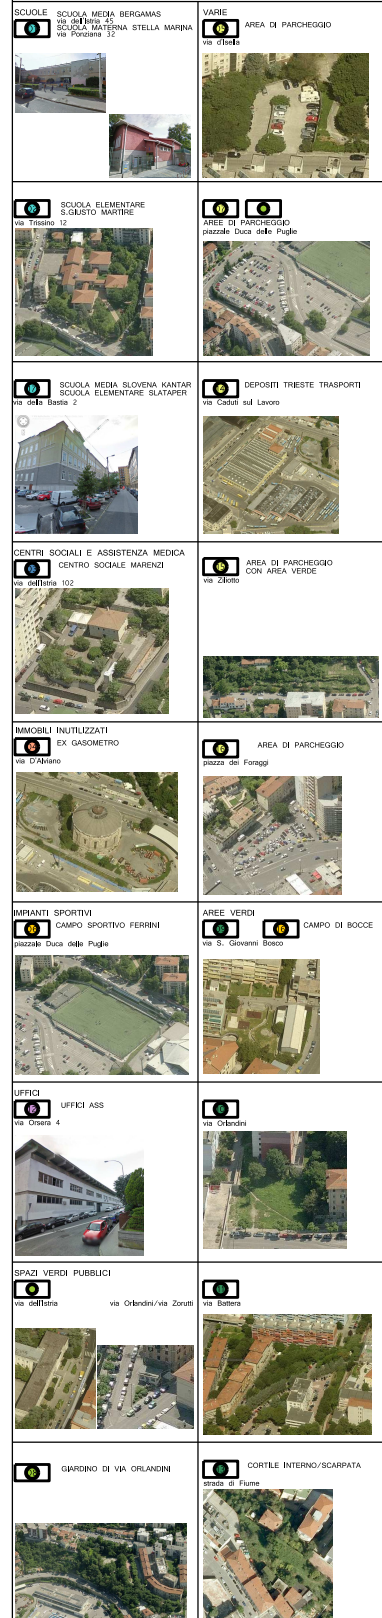 SCUOLE
SCUOLA MEDIA BERGAMAS
via dell'Istria 45
SCUOLA MATERNA STELLA MARINA
via Ponziana 32
SCUOLA ELEMENTARE
S.GIUSTO MARTIRE
via Trissino 12
SCUOLA MEDIA SLOVENA KANTAR
SCUOLA ELEMENTARE SLATAPER
via della Bastia 2
CENTRI SOCIALI E ASSISTENZA MEDICA
CENTRO SOCIALE MARENZI
via dell'Istria 102
IMMOBILI INUTILIZZATI
EX GASOMETRO
via D'Alviano
IMPIANTI SPORTIVI
CAMPO SPORTIVO FERRINI
piazzale Duca delle Puglie
UFFICI
UFFICI ASS
via Orsera 4
SPAZI VERDI PUBBLICI
via dell'Istria
via Orlandini/via Zorutti
GIARDINO DI VIA ORLANDINI
VARIE
AREA DI PARCHEGGIO
via d'Isella
AREE DI PARCHEGGIO
piazzale Duca delle Puglie
DEPOSITI TRIESTE TRASPORTI
via Caduti sul Lavoro
AREA DI PARCHEGGIO
CON AREA VERDE
via Ziliotto
AREA DI PARCHEGGIO
piazza dei Foraggi
AREE VERDI
CAMPO DI BOCCE
via S. Giovanni Bosco
via Orlandini
via Battera
CORTILE INTERNO/SCARPATA
strada di Fiume